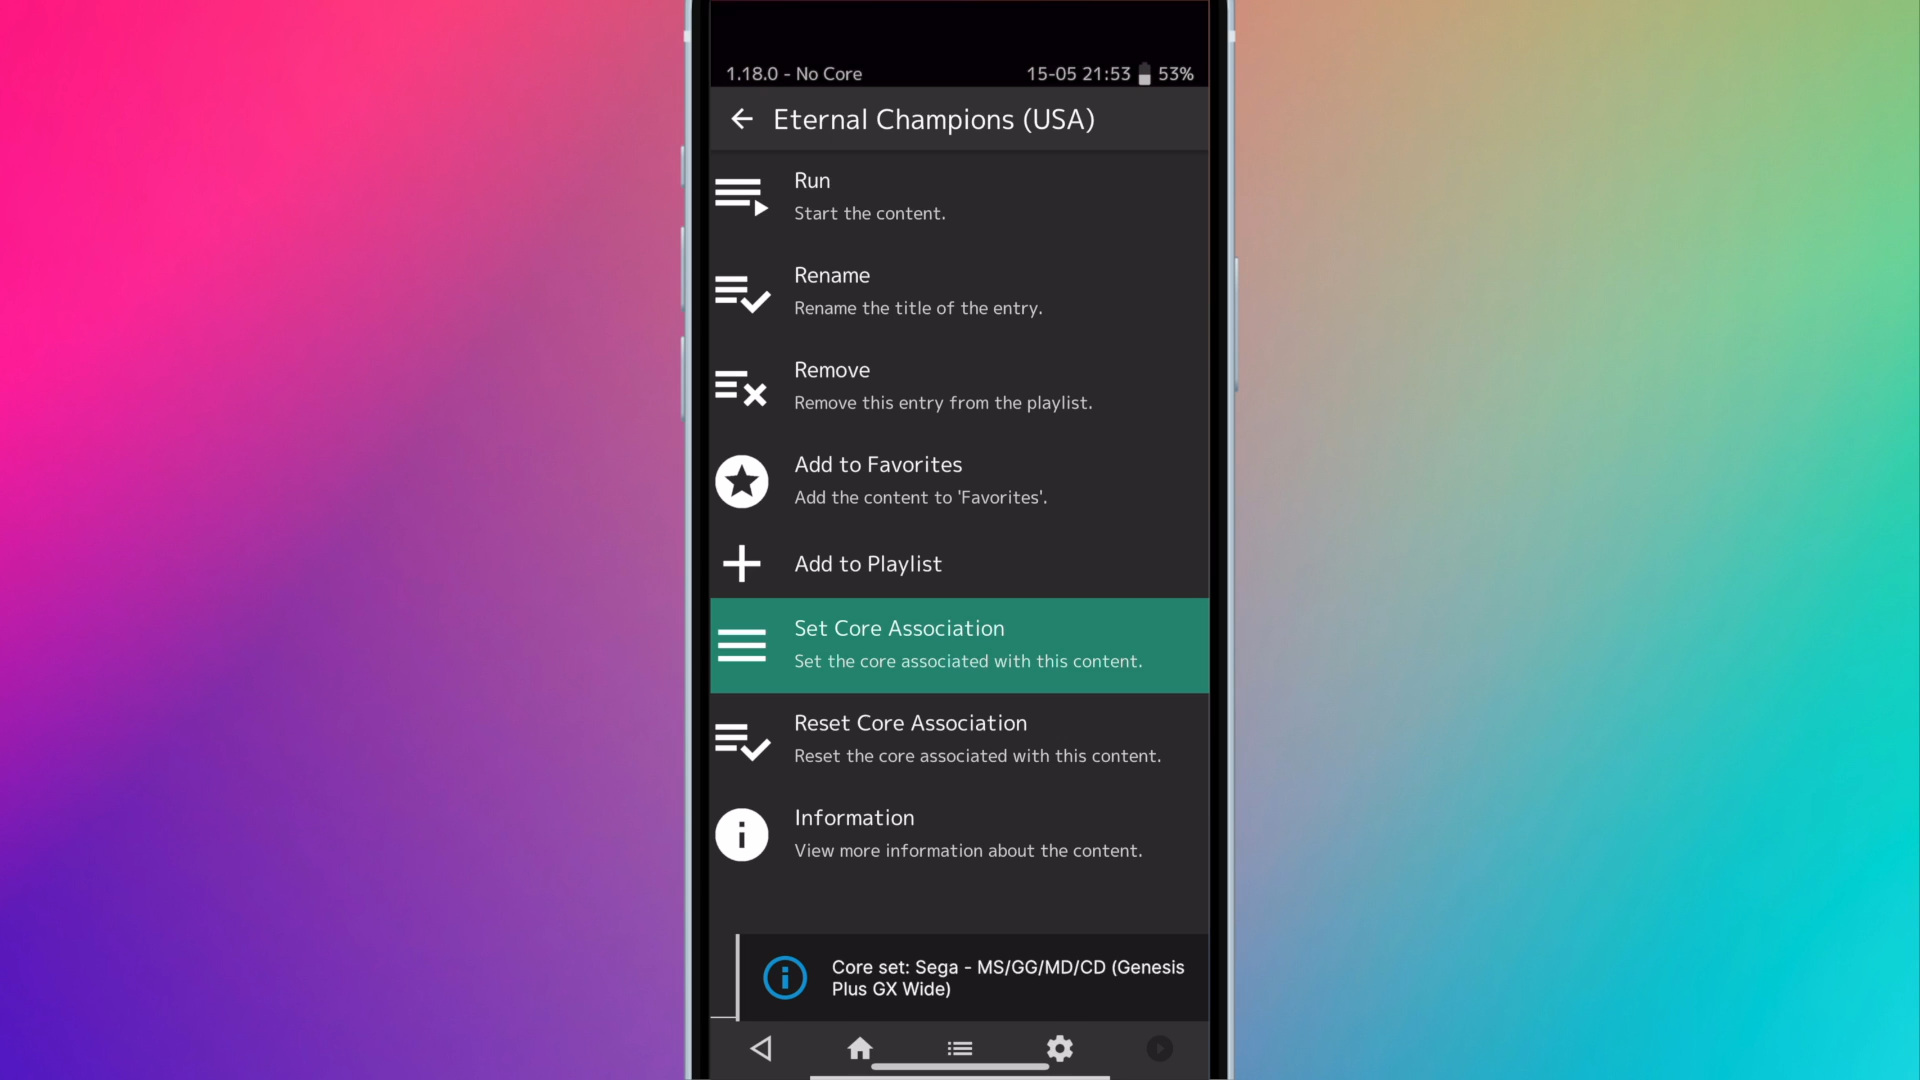 1.18.0 - No Core
15-05 21:53 53%
Eternal Champions (USA)
Run
Start the content.
Rename
Rename the title of the entry.
Remove
Remove this entry from the playlist.
Add to Favorites
Add the content to 'Favorites'.
Add to Playlist
Set Core Association
Set the core associated with this content.
Reset Core Association
Reset the core associated with this content.
Information
View more information about the content.
Core set: Sega - MS/GG/MD/CD (Genesis
Plus GX Wide)